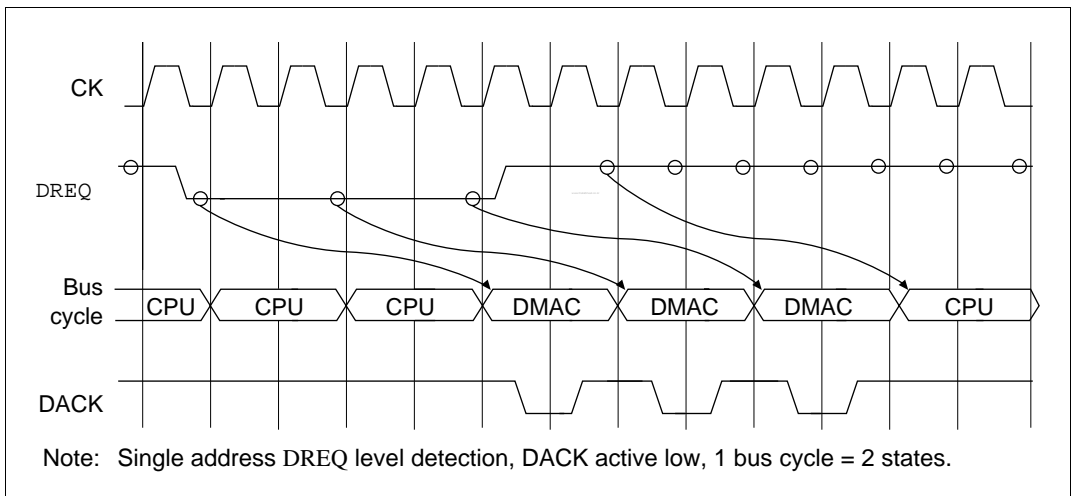 CK
DREQ
Bus
cycle
CPU CPU CPU DMAC DMAC DMAC CPU
DACK
Note: Single address DREQ level detection, DACK active low, 1 bus cycle = 2 states.